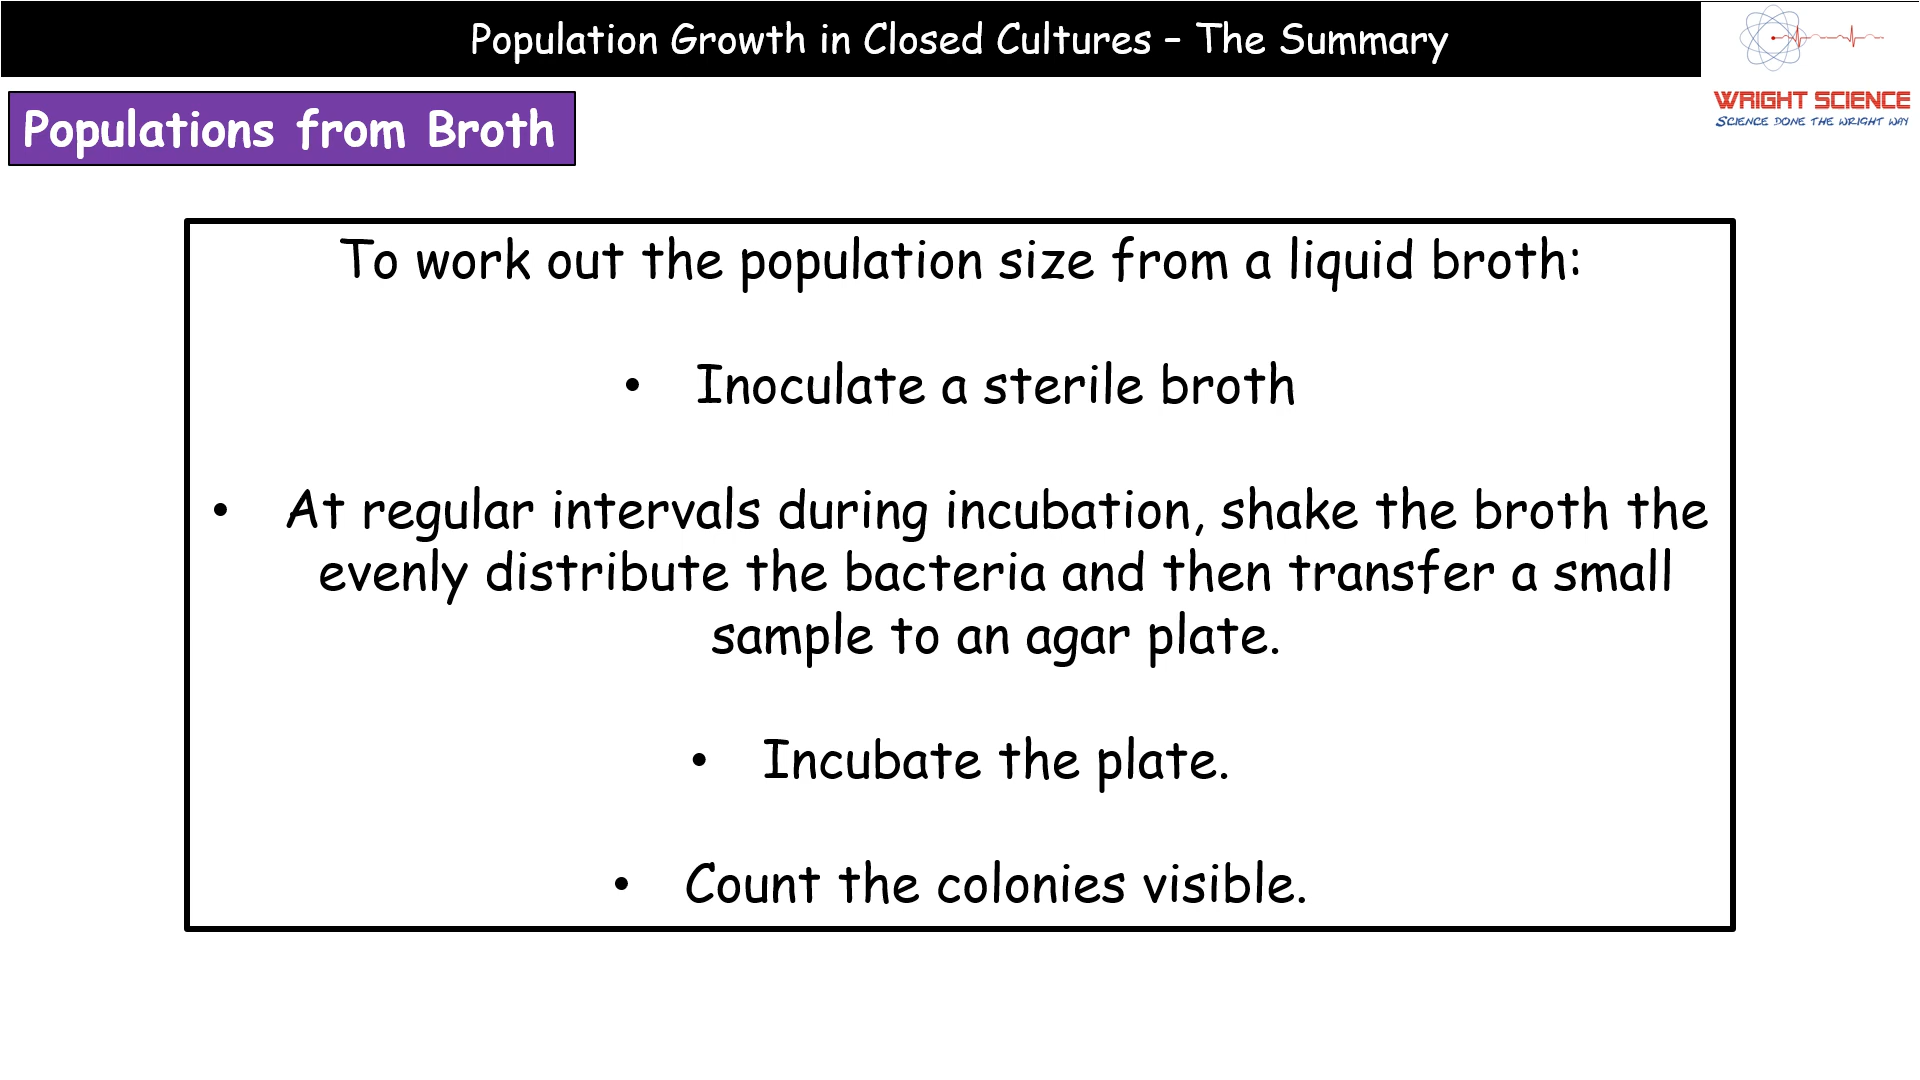 Population Growth in Closed Cultures – The Summary
WRIGHT SCIENCE
SCIENCE DONE THE WRIGHT WAY
Populations from Broth
To work out the population size from a liquid broth:
• Inoculate a sterile broth
• At regular intervals during incubation, shake the broth the
evenly distribute the bacteria and then transfer a small
sample to an agar plate.
• Incubate the plate.
• Count the colonies visible.